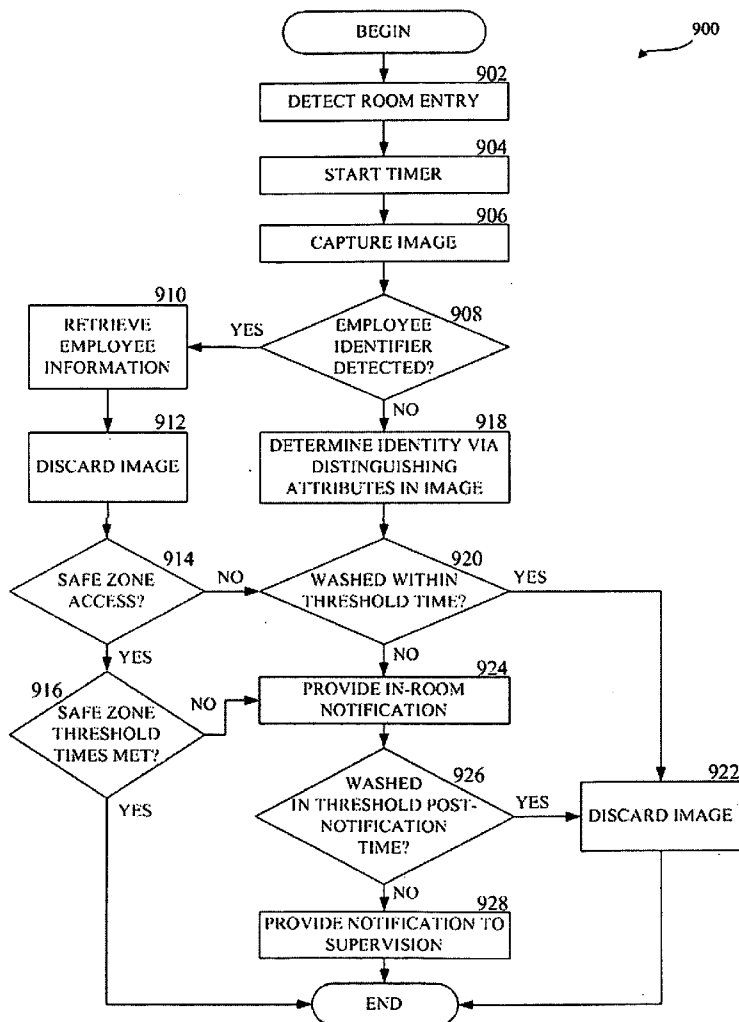 BEGIN
900
902
DETECT ROOM ENTRY
904
START TIMER
906
CAPTURE IMAGE
910
RETRIEVE
EMPLOYEE
INFORMATION
YES
908
EMPLOYEE
IDENTIFIER
DETECTED?
NO
912
DISCARD IMAGE
918
DETERMINE IDENTITY VIA
DISTINGUISHING
ATTRIBUTES IN IMAGE
914
SAFE ZONE
ACCESS?
NO
YES
920
WASHED WITHIN
THRESHOLD TIME?
YES
NO
916
SAFE ZONE
THRESHOLD
TIMES MET?
NO
YES
924
PROVIDE IN-ROOM
NOTIFICATION
926
WASHED
IN THRESHOLD POST-
NOTIFICATION
TIME?
YES
NO
922
DISCARD IMAGE
928
PROVIDE NOTIFICATION TO
SUPERVISION
END